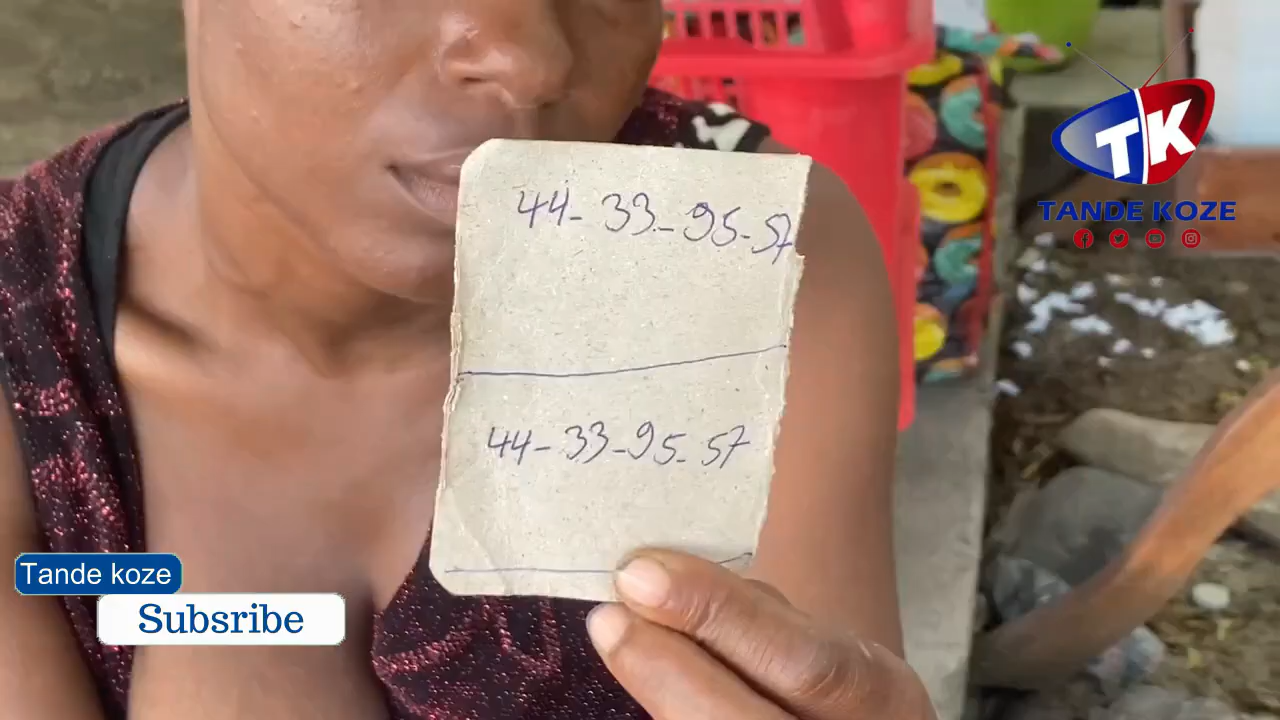 44- 33-95-57
TK
TANDE KOZE
44-33-95-57
Tande koze
Subsribe